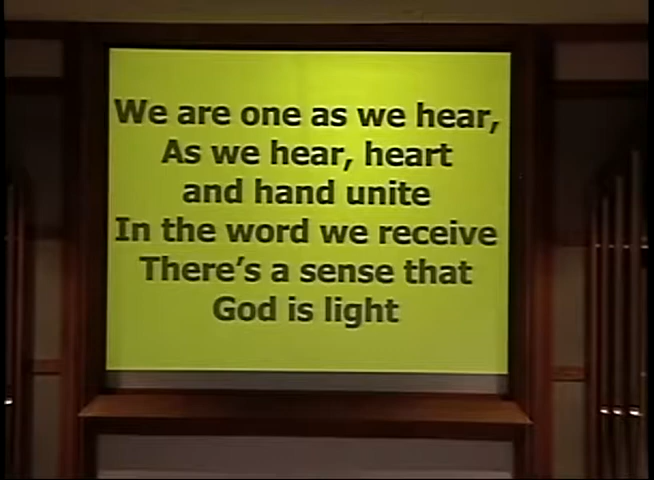 We are one as we hear,
As we hear, heart
and hand unite
In the word we receive
There's a sense that
God is light